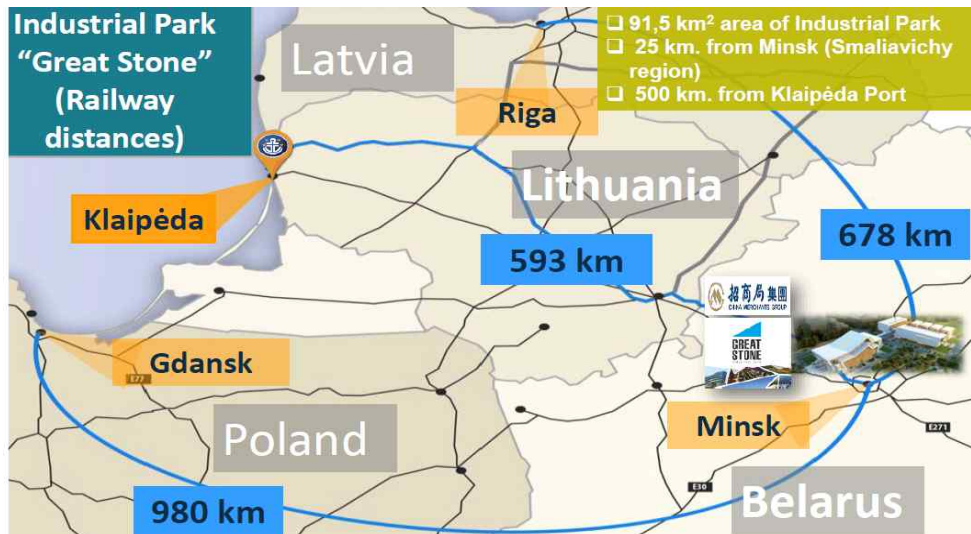 Industrial Park
“Great Stone”
(Railway
distances)
Latvia
❑ 91,5 km² area of Industrial Park
❑ 25 km. from Minsk (Smaliavichy
region)
❑ 500 km. from Klaipėda Port
Riga
Lithuania
Klaipėda
593 km
678 km
招商局集團
CHINA MERCHANTS GROUP
GREAT
STONE
Gdansk
E77
Minsk
Poland
E271
E30
Belarus
980 km